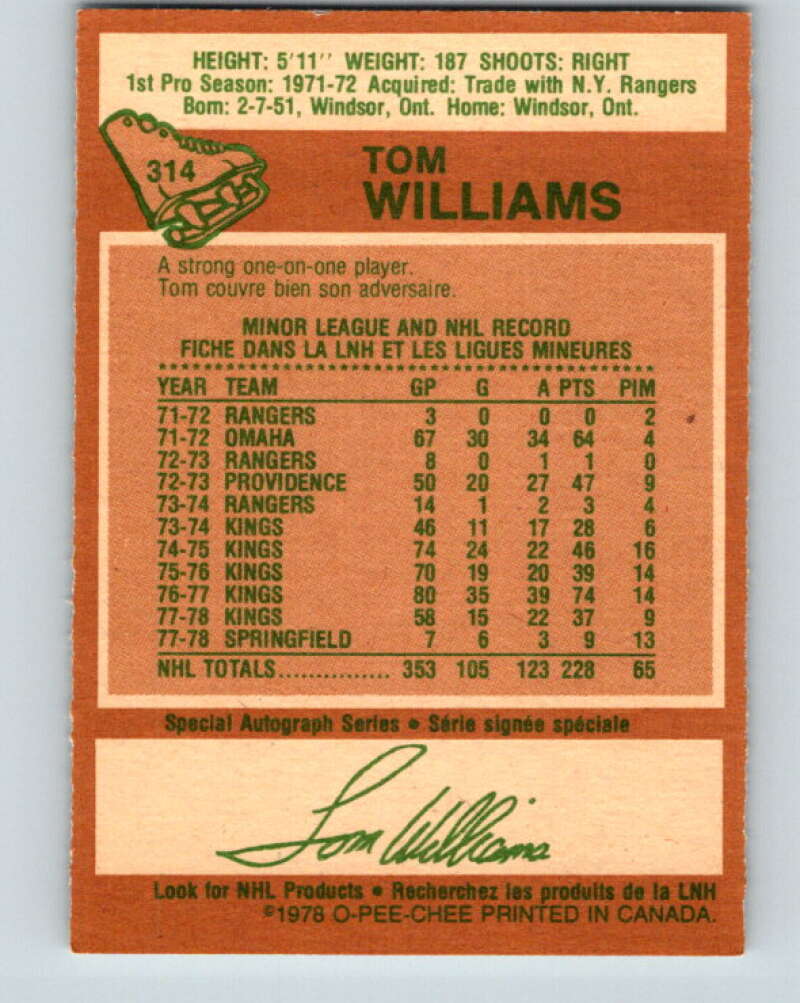 HEIGHT: 5'11'' WEIGHT: 187 SHOOTS: RIGHT
1st Pro Season: 1971-72 Acquired: Trade with N.Y. Rangers
Born: 2-7-51, Windsor, Ont. Home: Windsor, Ont.
314
TOM
WILLIAMS
A strong one-on-one player.
Tom couvre bien son adversaire.
MINOR LEAGUE AND NHL RECORD
FICHE DANS LA LNH ET LES LIGUES MINEURES
YEAR TEAM GP G A PTS PIM
71-72 RANGERS 3 0 0 0 2
71-72 OMAHA 67 30 34 64 4
72-73 RANGERS 8 0 1 1 0
72-73 PROVIDENCE 50 20 27 47 9
73-74 RANGERS 14 1 2 3 4
73-74 KINGS 46 11 17 28 6
74-75 KINGS 74 24 22 46 16
75-76 KINGS 70 19 20 39 14
76-77 KINGS 80 35 39 74 14
77-78 KINGS 58 15 22 37 9
77-78 SPRINGFIELD 7 6 3 9 13
NHL TOTALS............... 353 105 123 228 65
Special Autograph Series • Série signée spéciale
Tom Williams
Look for NHL Products • Recherchez les produits de la LNH
©1978 O-PEE-CHEE PRINTED IN CANADA.